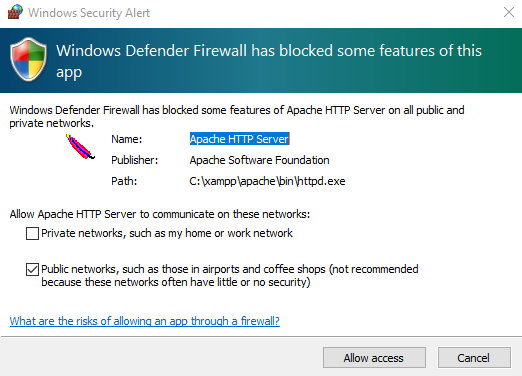 Windows Security Alert
Windows Defender Firewall has blocked some features of this
app
Windows Defender Firewall has blocked some features of Apache HTTP Server on all public and
private networks.
Name: Apache HTTP Server
Publisher: Apache Software Foundation
Path: C:\xampp\apache\bin\httpd.exe
Allow Apache HTTP Server to communicate on these networks:
Private networks, such as my home or work network
Public networks, such as those in airports and coffee shops (not recommended
because these networks often have little or no security)
What are the risks of allowing an app through a firewall?
Allow access Cancel